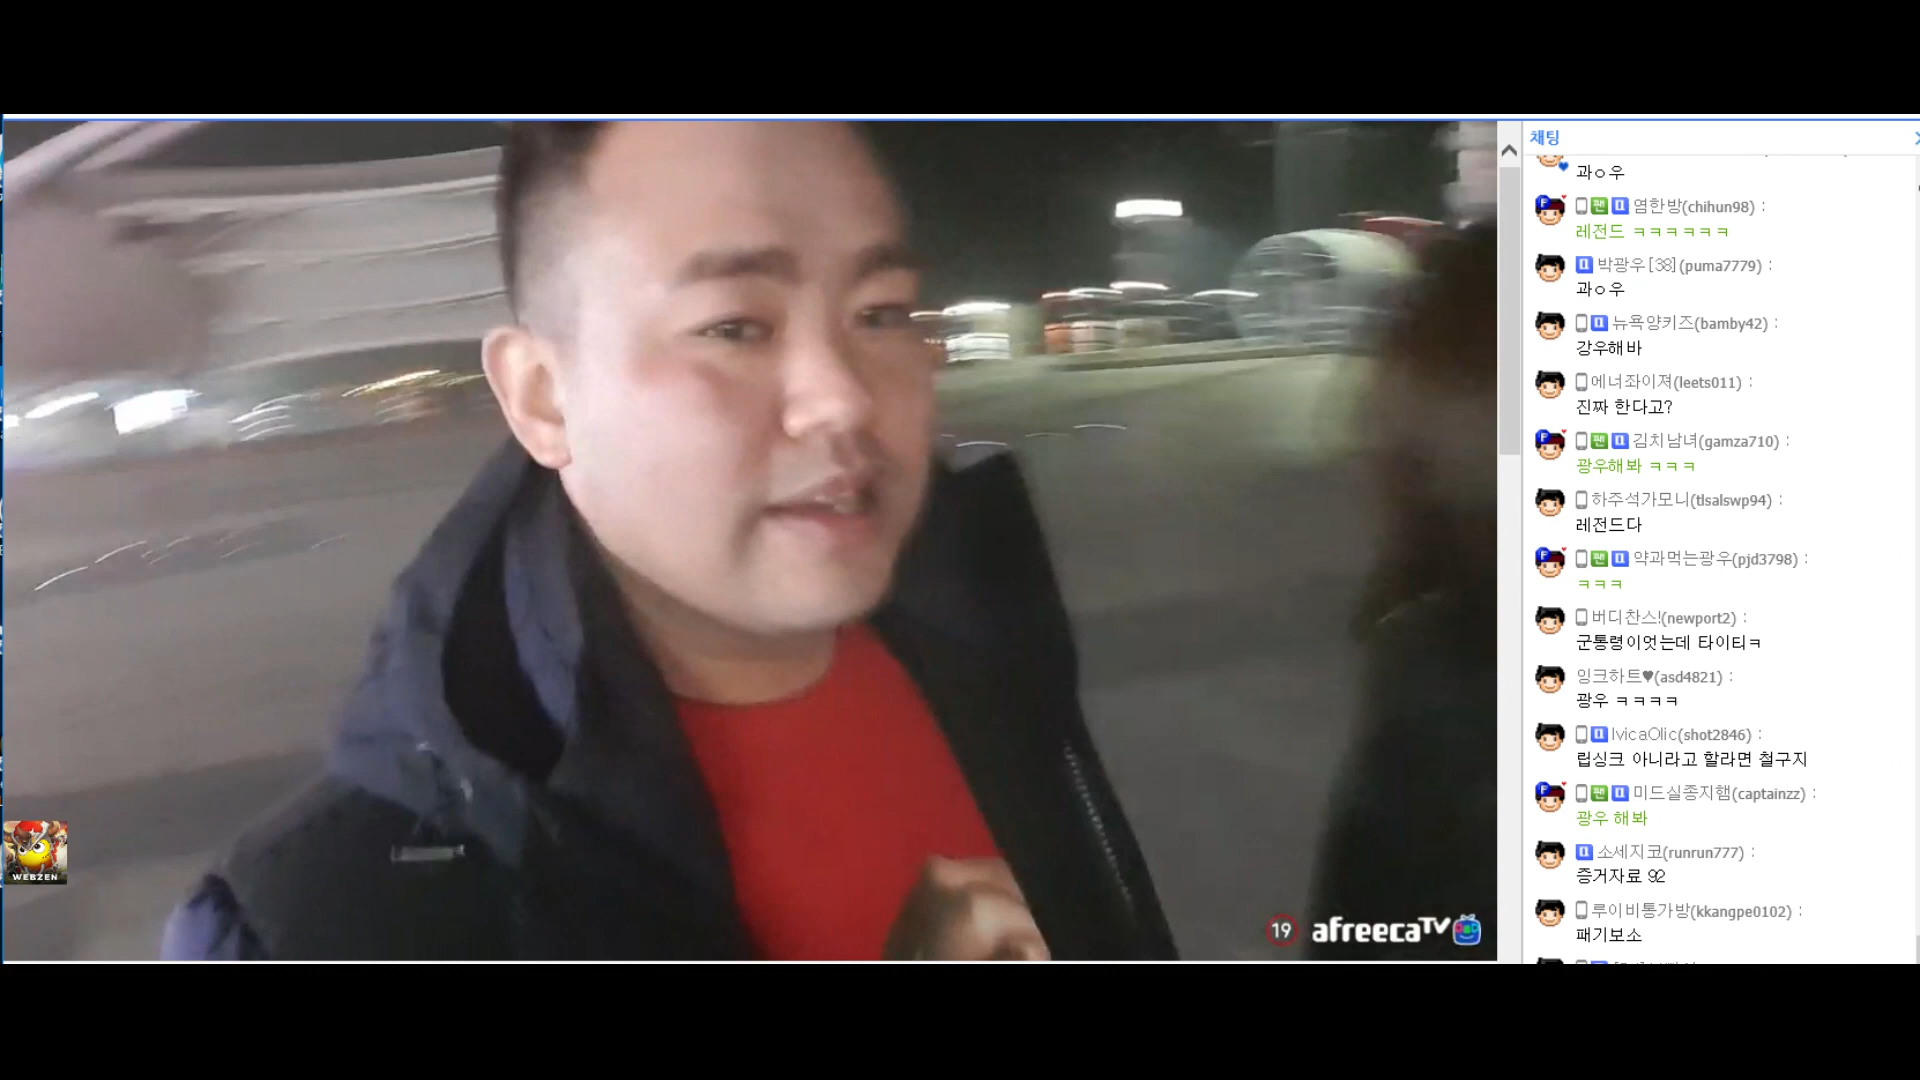 채팅
과ㅇ우
팬 염한방(chihun98) :
레전드 ㅋㅋㅋㅋㅋㅋ
박광우[38](puma7779) :
과ㅇ우
뉴욕양키즈(bamby42) :
강우해바
에너좌이져(leets011) :
진짜 한다고?
팬 김치남녀(gamza710) :
광우해봐 ㅋㅋㅋ
하주석가모니(tlsalswp94) :
레전드다
팬 약과먹는광우(pjd3798) :
ㅋㅋㅋ
버디찬스!(newport2) :
군통령이엇는데 타이티ㅋ
잉크하트♥(asd4821) :
광우 ㅋㅋㅋㅋ
IvicaOlic(shot2846) :
립싱크 아니라고 할라면 철구지
팬 미드실종지햄(captainzz) :
광우 해봐
소세지코(runrun777) :
증거자료 92
루이비통가방(kkangpe0102) :
패기보소
WEBZEN
19 afreecaTV